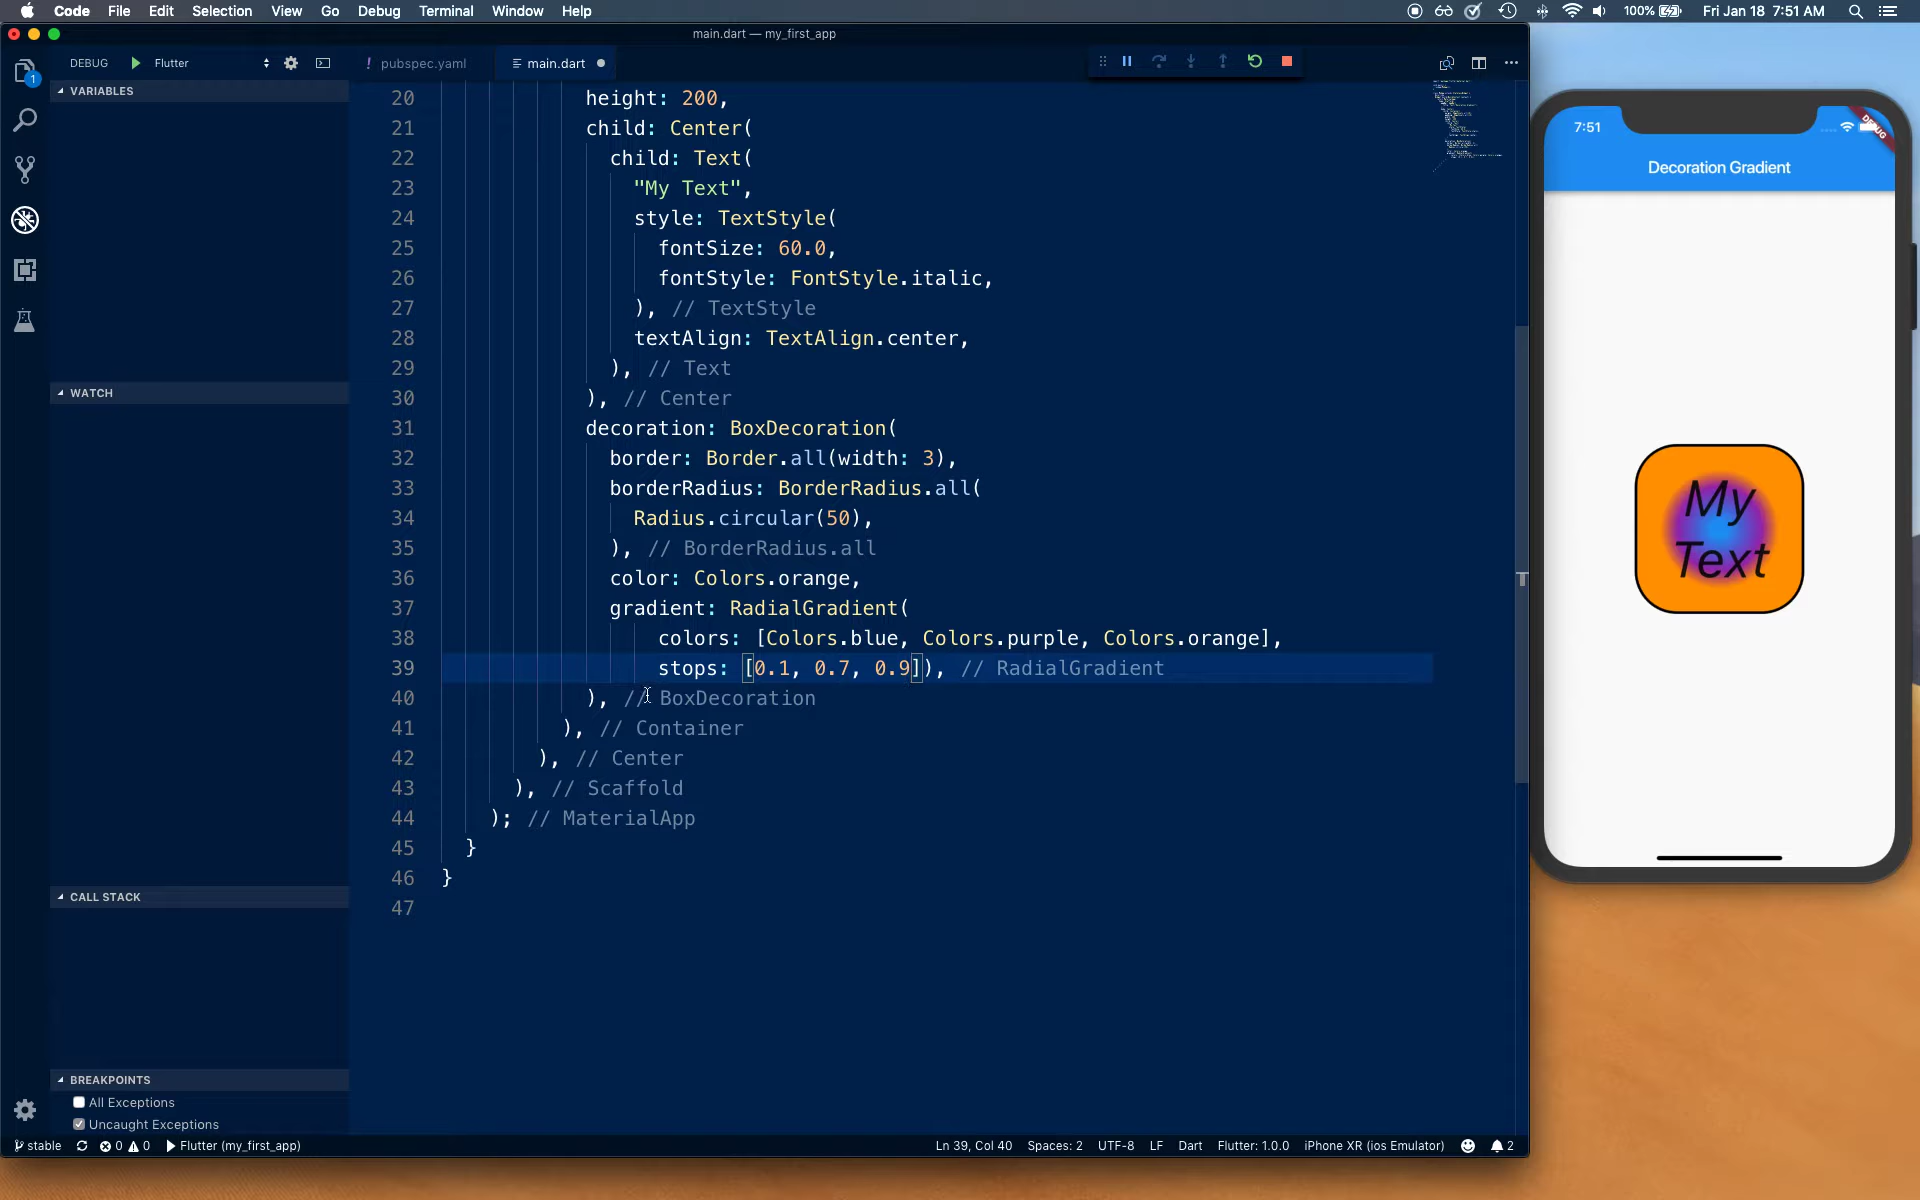 Code File Edit Selection View Go Debug Terminal Window Help
100% Fri Jan 18 7:51 AM
main.dart — my_first_app
DEBUG Flutter
! pubspec.yaml main.dart
1
VARIABLES
WATCH
CALL STACK
BREAKPOINTS
All Exceptions
Uncaught Exceptions
20 height: 200,
21 child: Center(
22 child: Text(
23 "My Text",
24 style: TextStyle(
25 fontSize: 60.0,
26 fontStyle: FontStyle.italic,
27 ), // TextStyle
28 textAlign: TextAlign.center,
29 ), // Text
30 ), // Center
31 decoration: BoxDecoration(
32 border: Border.all(width: 3),
33 borderRadius: BorderRadius.all(
34 Radius.circular(50),
35 ), // BorderRadius.all
36 color: Colors.orange,
37 gradient: RadialGradient(
38 colors: [Colors.blue, Colors.purple, Colors.orange],
39 stops: [0.1, 0.7, 0.9]), // RadialGradient
40 ), // BoxDecoration
41 ), // Container
42 ), // Center
43 ), // Scaffold
44 ); // MaterialApp
45 }
46 }
47
7:51
DEBUG
Decoration Gradient
My
Text
stable 0 0 Flutter (my_first_app) Ln 39, Col 40 Spaces: 2 UTF-8 LF Dart Flutter: 1.0.0 iPhone XR (ios Emulator) 2